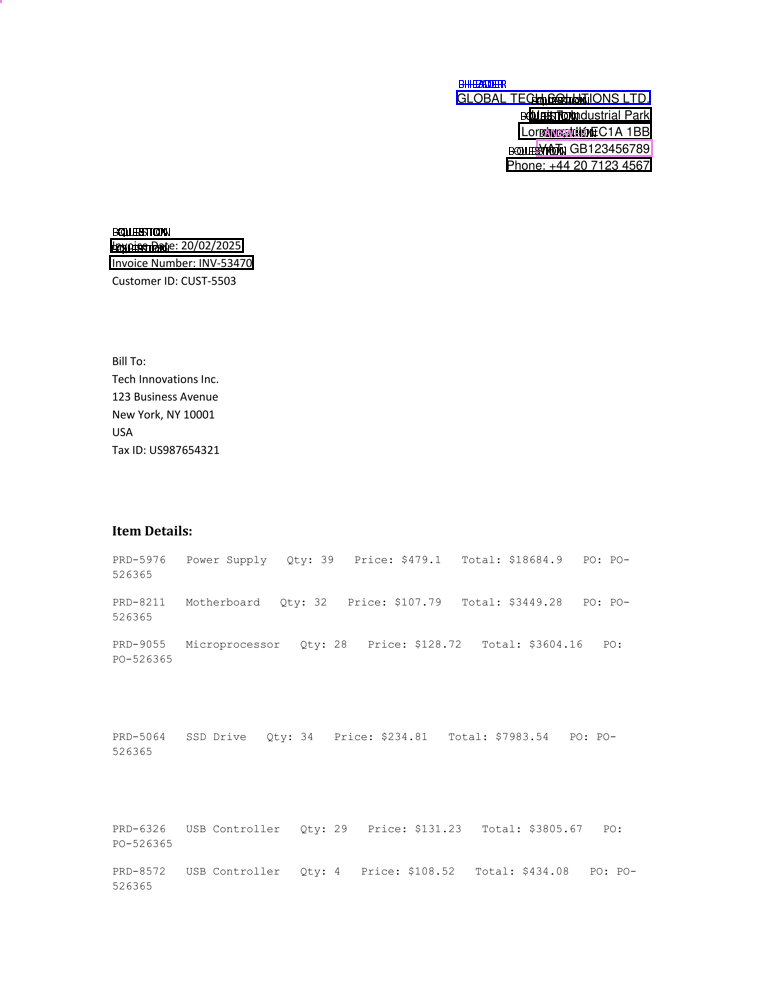 GLOBAL TECH SOLUTIONS LTD.
Industrial Park
EC1A 1BB
VAT: GB123456789
Phone: +44 20 7123 4567
Invoice Date: 20/02/2025
Invoice Number: INV-53470
Customer ID: CUST-5503
Bill To:
Tech Innovations Inc.
123 Business Avenue
New York, NY 10001
USA
Tax ID: US987654321
Item Details:
PRD-5976 Power Supply Qty: 39 Price: $479.1 Total: $18684.9 PO: PO-
526365
PRD-8211 Motherboard Qty: 32 Price: $107.79 Total: $3449.28 PO: PO-
526365
PRD-9055 Microprocessor Qty: 28 Price: $128.72 Total: $3604.16 PO:
PO-526365
PRD-5064 SSD Drive Qty: 34 Price: $234.81 Total: $7983.54 PO: PO-
526365
PRD-6326 USB Controller Qty: 29 Price: $131.23 Total: $3805.67 PO:
PO-526365
PRD-8572 USB Controller Qty: 4 Price: $108.52 Total: $434.08 PO: PO-
526365